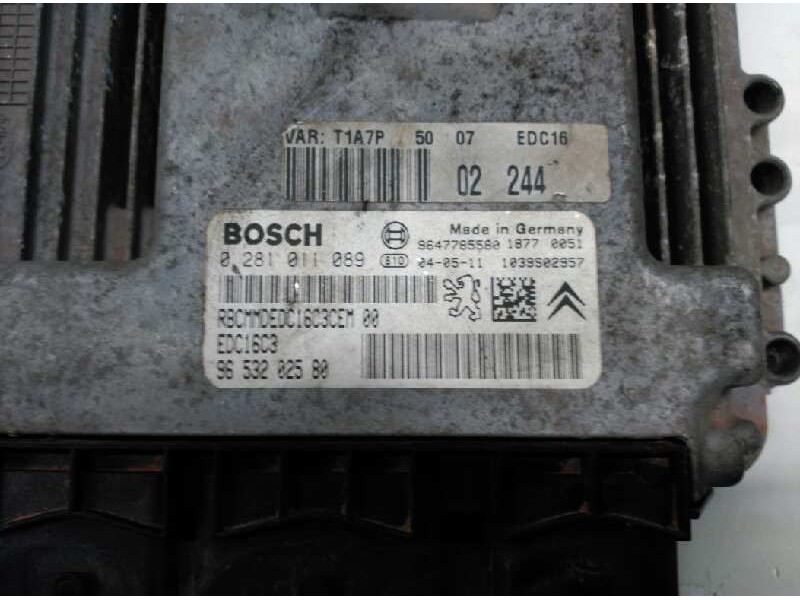 VAR: T1A7P 50 07 EDC16
02 244
BOSCH
Made in Germany
0 281 011 089
9647785580 1877 0051
610 04-05-11 1039S02957
RBCMMDEDC16C3CEM 00
EDC16C3
96 532 025 80